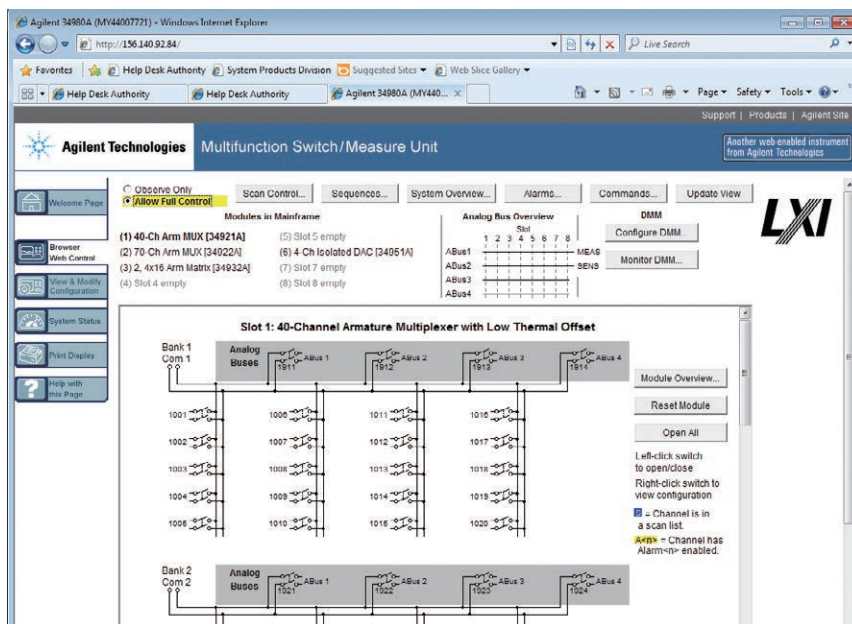 Agilent 34980A (MY44007721) - Windows Internet Explorer
http://156.140.92.84/
Live Search
Favorites Help Desk Authority System Products Division Suggested Sites Web Slice Gallery
Help Desk Authority Help Desk Authority Agilent 34980A (MY440... Page Safety Tools
Support | Products | Agilent Site
Agilent Technologies Multifunction Switch/Measure Unit
Another web-enabled instrument
from Agilent Technologies
Welcome Page
Browser
Web Control
View & Modify
Configuration
System Status
Print Display
Help with
this Page
Observe Only
Allow Full Control
Scan Control... Sequences... System Overview... Alarms... Commands... Update View
LXI
Modules in Mainframe
(1) 40-Ch Arm MUX [34921A] (5) Slot 5 empty
(2) 70-Ch Arm MUX [34922A] (6) 4-Ch Isolated DAC [34951A]
(3) 2, 4x16 Arm Matrix [34932A] (7) Slot 7 empty
(4) Slot 4 empty (8) Slot 8 empty
Analog Bus Overview
Slot
1 2 3 4 5 6 7 8
ABus1 MEAS
ABus2 SENS
ABus3
ABus4
DMM
Configure DMM...
Monitor DMM...
Slot 1: 40-Channel Armature Multiplexer with Low Thermal Offset
Bank 1
Com 1
Analog
Buses
ABus 1 ABus 2 ABus 3 ABus 4
1911 1912 1913 1914
1001 1006 1011 1016
1002 1007 1012 1017
1003 1008 1013 1018
1004 1009 1014 1019
1005 1010 1015 1020
Module Overview...
Reset Module
Open All
Left-click switch
to open/close
Right-click switch to
view configuration
= Channel is in
a scan list.
A<n> = Channel has
Alarm<n> enabled.
Bank 2
Com 2
Analog
Buses
ABus 1 ABus 2 ABus 3 ABus 4
1921 1922 1923 1924